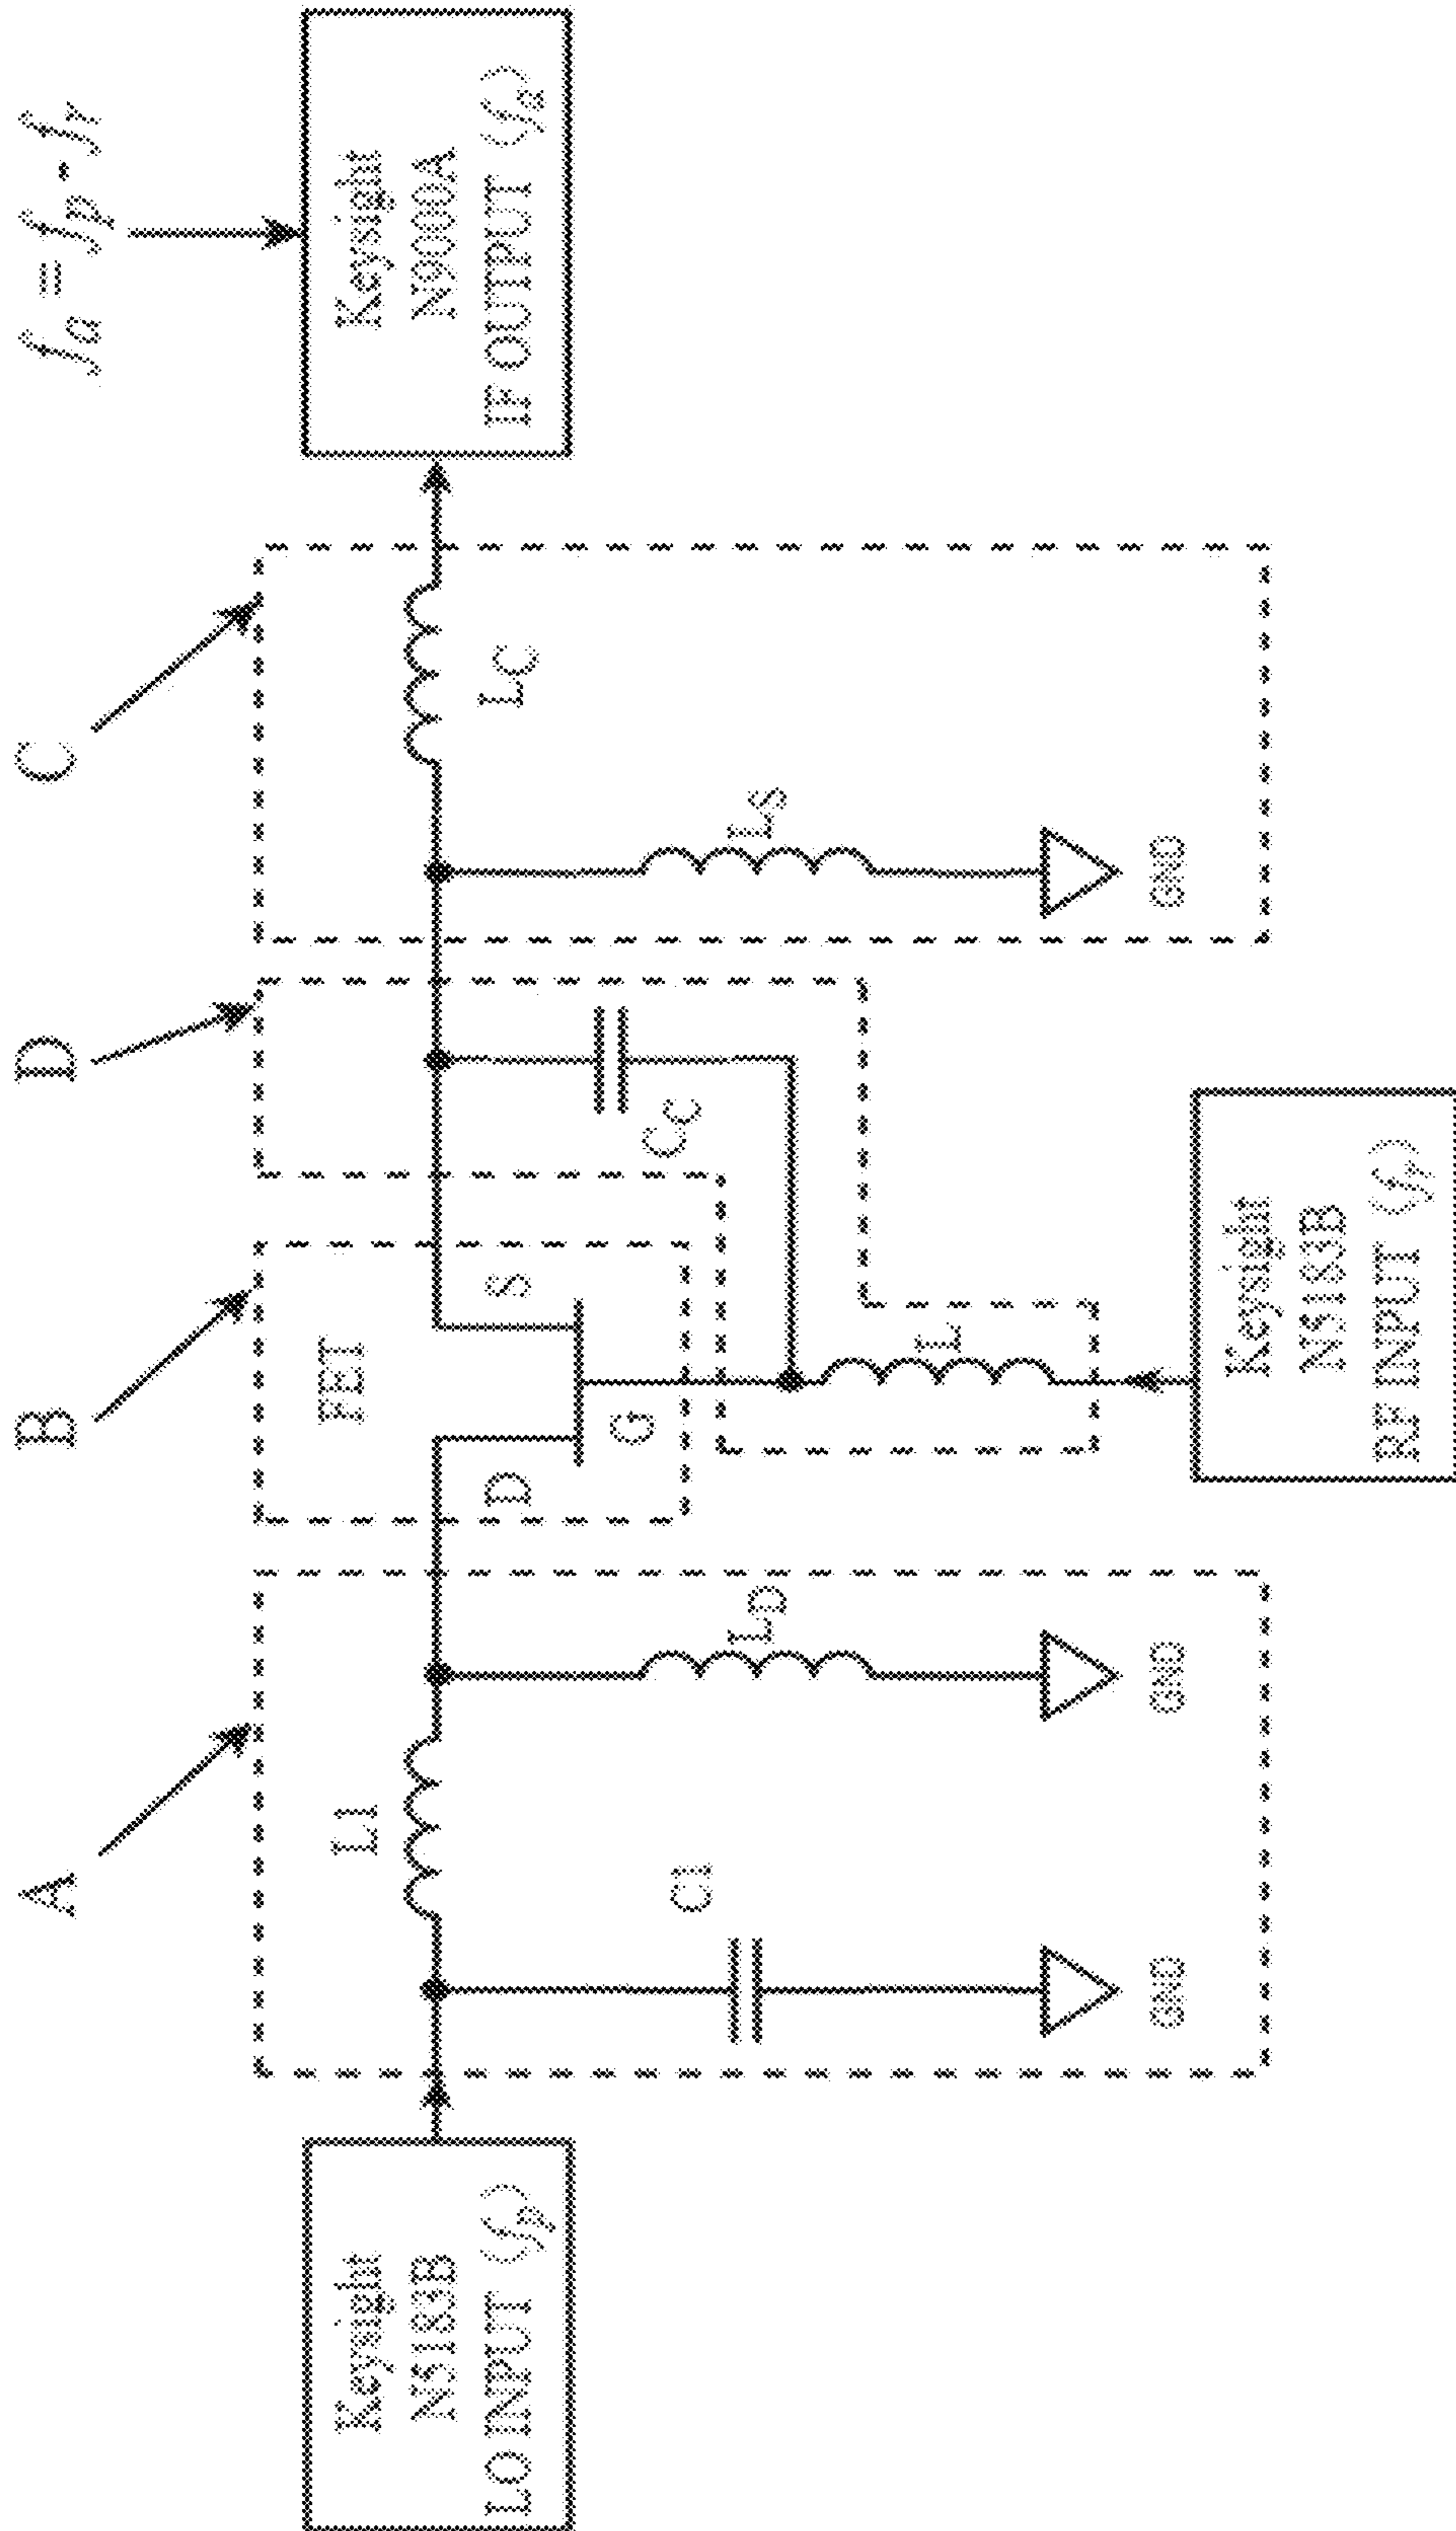 A
B
D
C
fa = fp - fr
Keysight
N5183B
LO INPUT (fp)
L1
C1
GND
LD
GND
FET
D
S
G
CC
L
LS
GND
LC
Keysight
N9000A
IF OUTPUT (fa)
Keysight
N5183B
RF INPUT (fr)